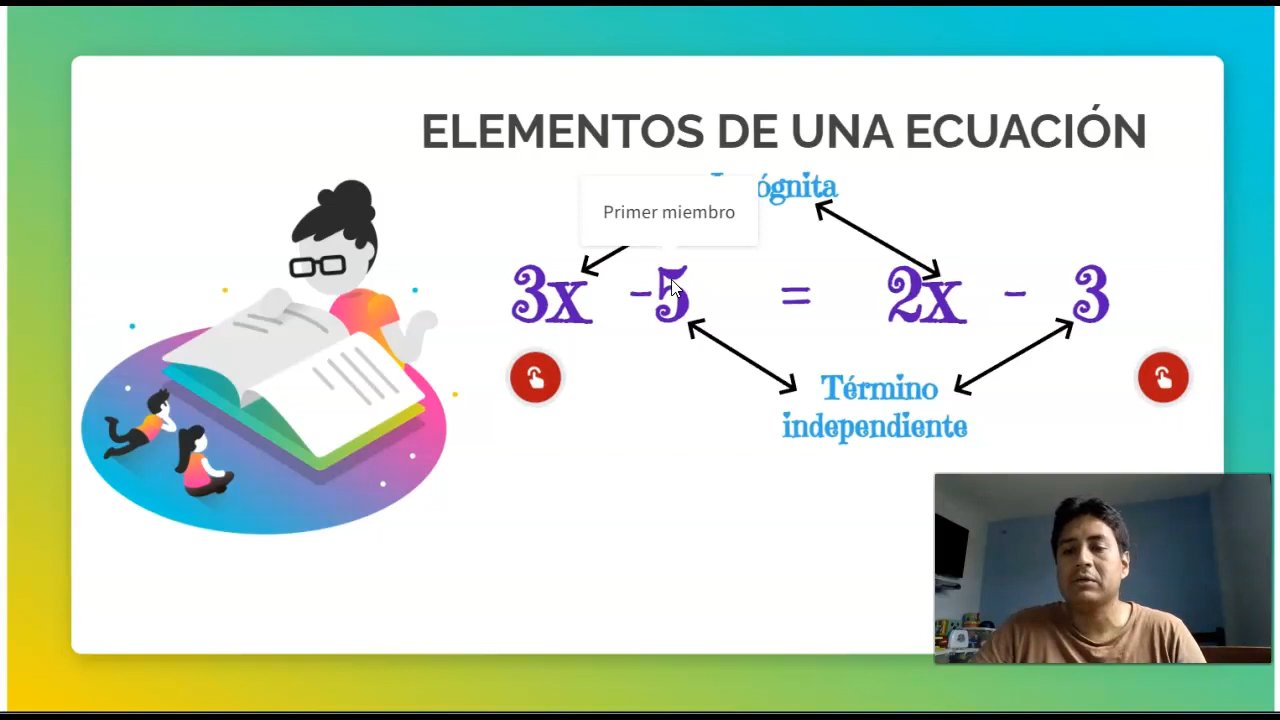 ELEMENTOS DE UNA ECUACIÓN
Primer miembro
3x -5 = 2x - 3
Término
independiente